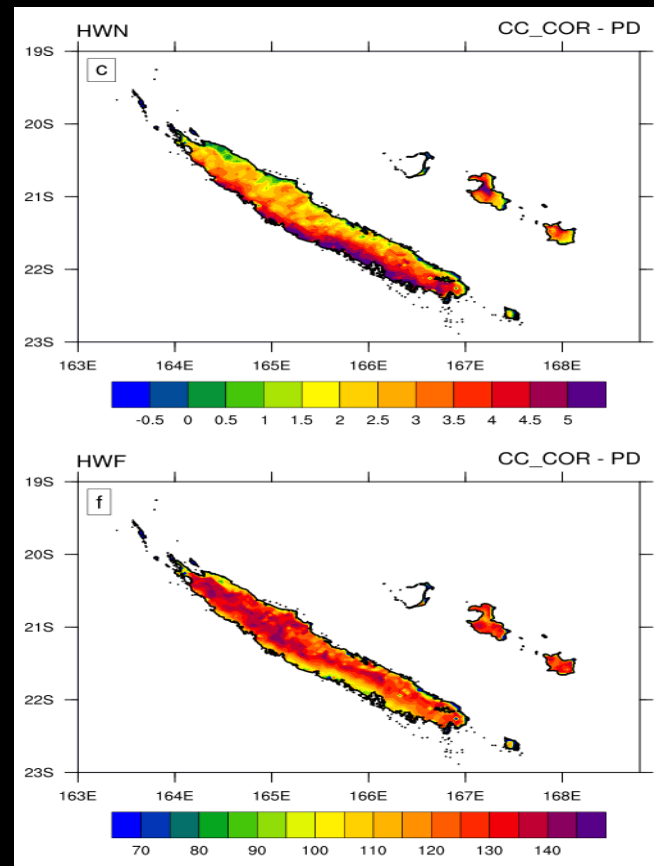 HWN CC_COR - PD
c
19S
20S
21S
22S
23S
163E 164E 165E 166E 167E 168E
-0.5 0 0.5 1 1.5 2 2.5 3 3.5 4 4.5 5
HWF CC_COR - PD
f
19S
20S
21S
22S
23S
163E 164E 165E 166E 167E 168E
70 80 90 100 110 120 130 140